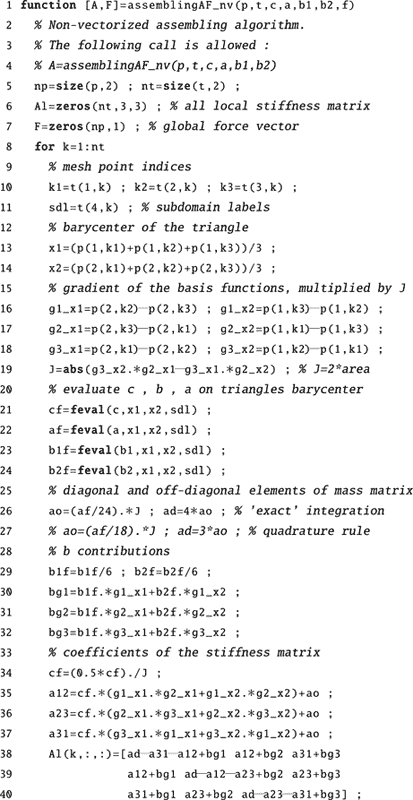 1 function [A,F]=assemblingAF_nv(p,t,c,a,b1,b2,f)
2 % Non-vectorized assembling algorithm.
3 % The following call is allowed :
4 % A=assemblingAF_nv(p,t,c,a,b1,b2)
5 np=size(p,2) ; nt=size(t,2) ;
6 Al=zeros(nt,3,3) ; % all local stiffness matrix
7 F=zeros(np,1) ; % global force vector
8 for k=1:nt
9 % mesh point indices
10 k1=t(1,k) ; k2=t(2,k) ; k3=t(3,k) ;
11 sdl=t(4,k) ; % subdomain labels
12 % barycenter of the triangle
13 x1=(p(1,k1)+p(1,k2)+p(1,k3))/3 ;
14 x2=(p(2,k1)+p(2,k2)+p(2,k3))/3 ;
15 % gradient of the basis functions, multiplied by J
16 g1_x1=p(2,k2)—p(2,k3) ; g1_x2=p(1,k3)—p(1,k2) ;
17 g2_x1=p(2,k3)—p(2,k1) ; g2_x2=p(1,k1)—p(1,k3) ;
18 g3_x1=p(2,k1)—p(2,k2) ; g3_x2=p(1,k2)—p(1,k1) ;
19 J=abs(g3_x2.*g2_x1—g3_x1.*g2_x2) ; % J=2*area
20 % evaluate c , b , a on triangles barycenter
21 cf=feval(c,x1,x2,sdl) ;
22 af=feval(a,x1,x2,sdl) ;
23 b1f=feval(b1,x1,x2,sdl) ;
24 b2f=feval(b2,x1,x2,sdl) ;
25 % diagonal and off-diagonal elements of mass matrix
26 ao=(af/24).*J ; ad=4*ao ; % 'exact' integration
27 % ao=(af/18).*J ; ad=3*ao ; % quadrature rule
28 % b contributions
29 b1f=b1f/6 ; b2f=b2f/6 ;
30 bg1=b1f.*g1_x1+b2f.*g1_x2 ;
31 bg2=b1f.*g2_x1+b2f.*g2_x2 ;
32 bg3=b1f.*g3_x1+b2f.*g3_x2 ;
33 % coefficients of the stiffness matrix
34 cf=(0.5*cf)./J ;
35 a12=cf.*(g1_x1.*g2_x1+g1_x2.*g2_x2)+ao ;
36 a23=cf.*(g2_x1.*g3_x1+g2_x2.*g3_x2)+ao ;
37 a31=cf.*(g3_x1.*g1_x1+g3_x2.*g1_x2)+ao ;
38 Al(k,:,:)=[ad—a31—a12+bg1 a12+bg2 a31+bg3
39 a12+bg1 ad—a12—a23+bg2 a23+bg3
40 a31+bg1 a23+bg2 ad—a23—a31+bg3] ;